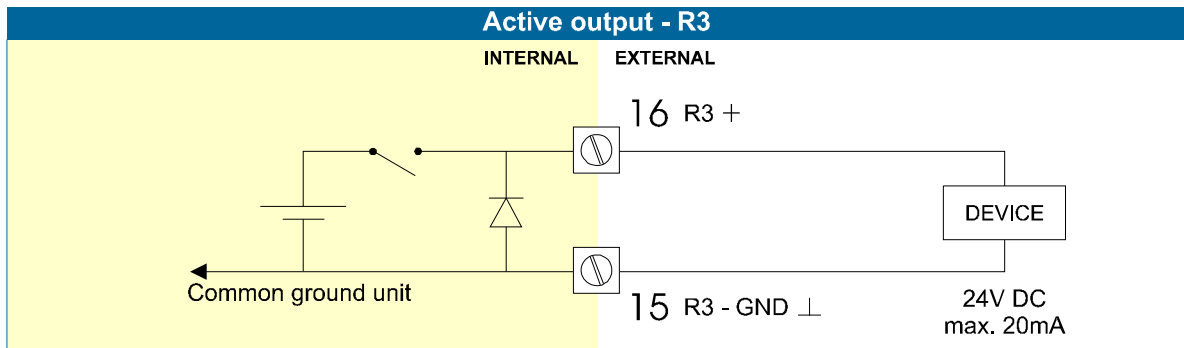 Active output - R3
INTERNAL
EXTERNAL
16 R3 +
DEVICE
Common ground unit
15 R3 - GND ⊥
24V DC
max. 20mA